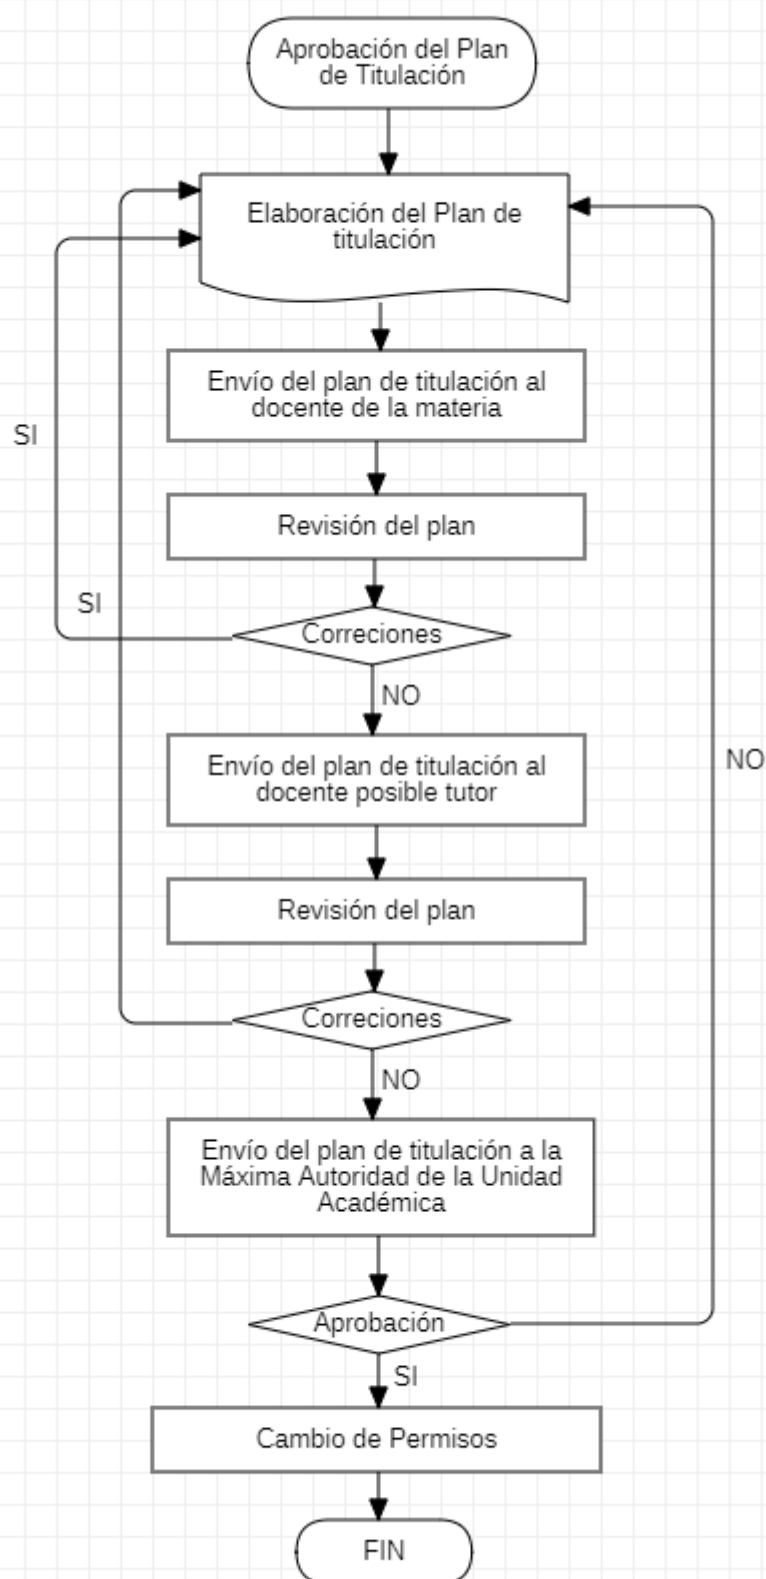 Aprobación del Plan
de Titulación
Elaboración del Plan de
titulación
Envío del plan de titulación al
docente de la materia
SI
Revisión del plan
SI
Correciones
NO
Envío del plan de titulación al
docente posible tutor
NO
Revisión del plan
Correciones
NO
Envío del plan de titulación a la
Máxima Autoridad de la Unidad
Académica
Aprobación
SI
Cambio de Permisos
FIN